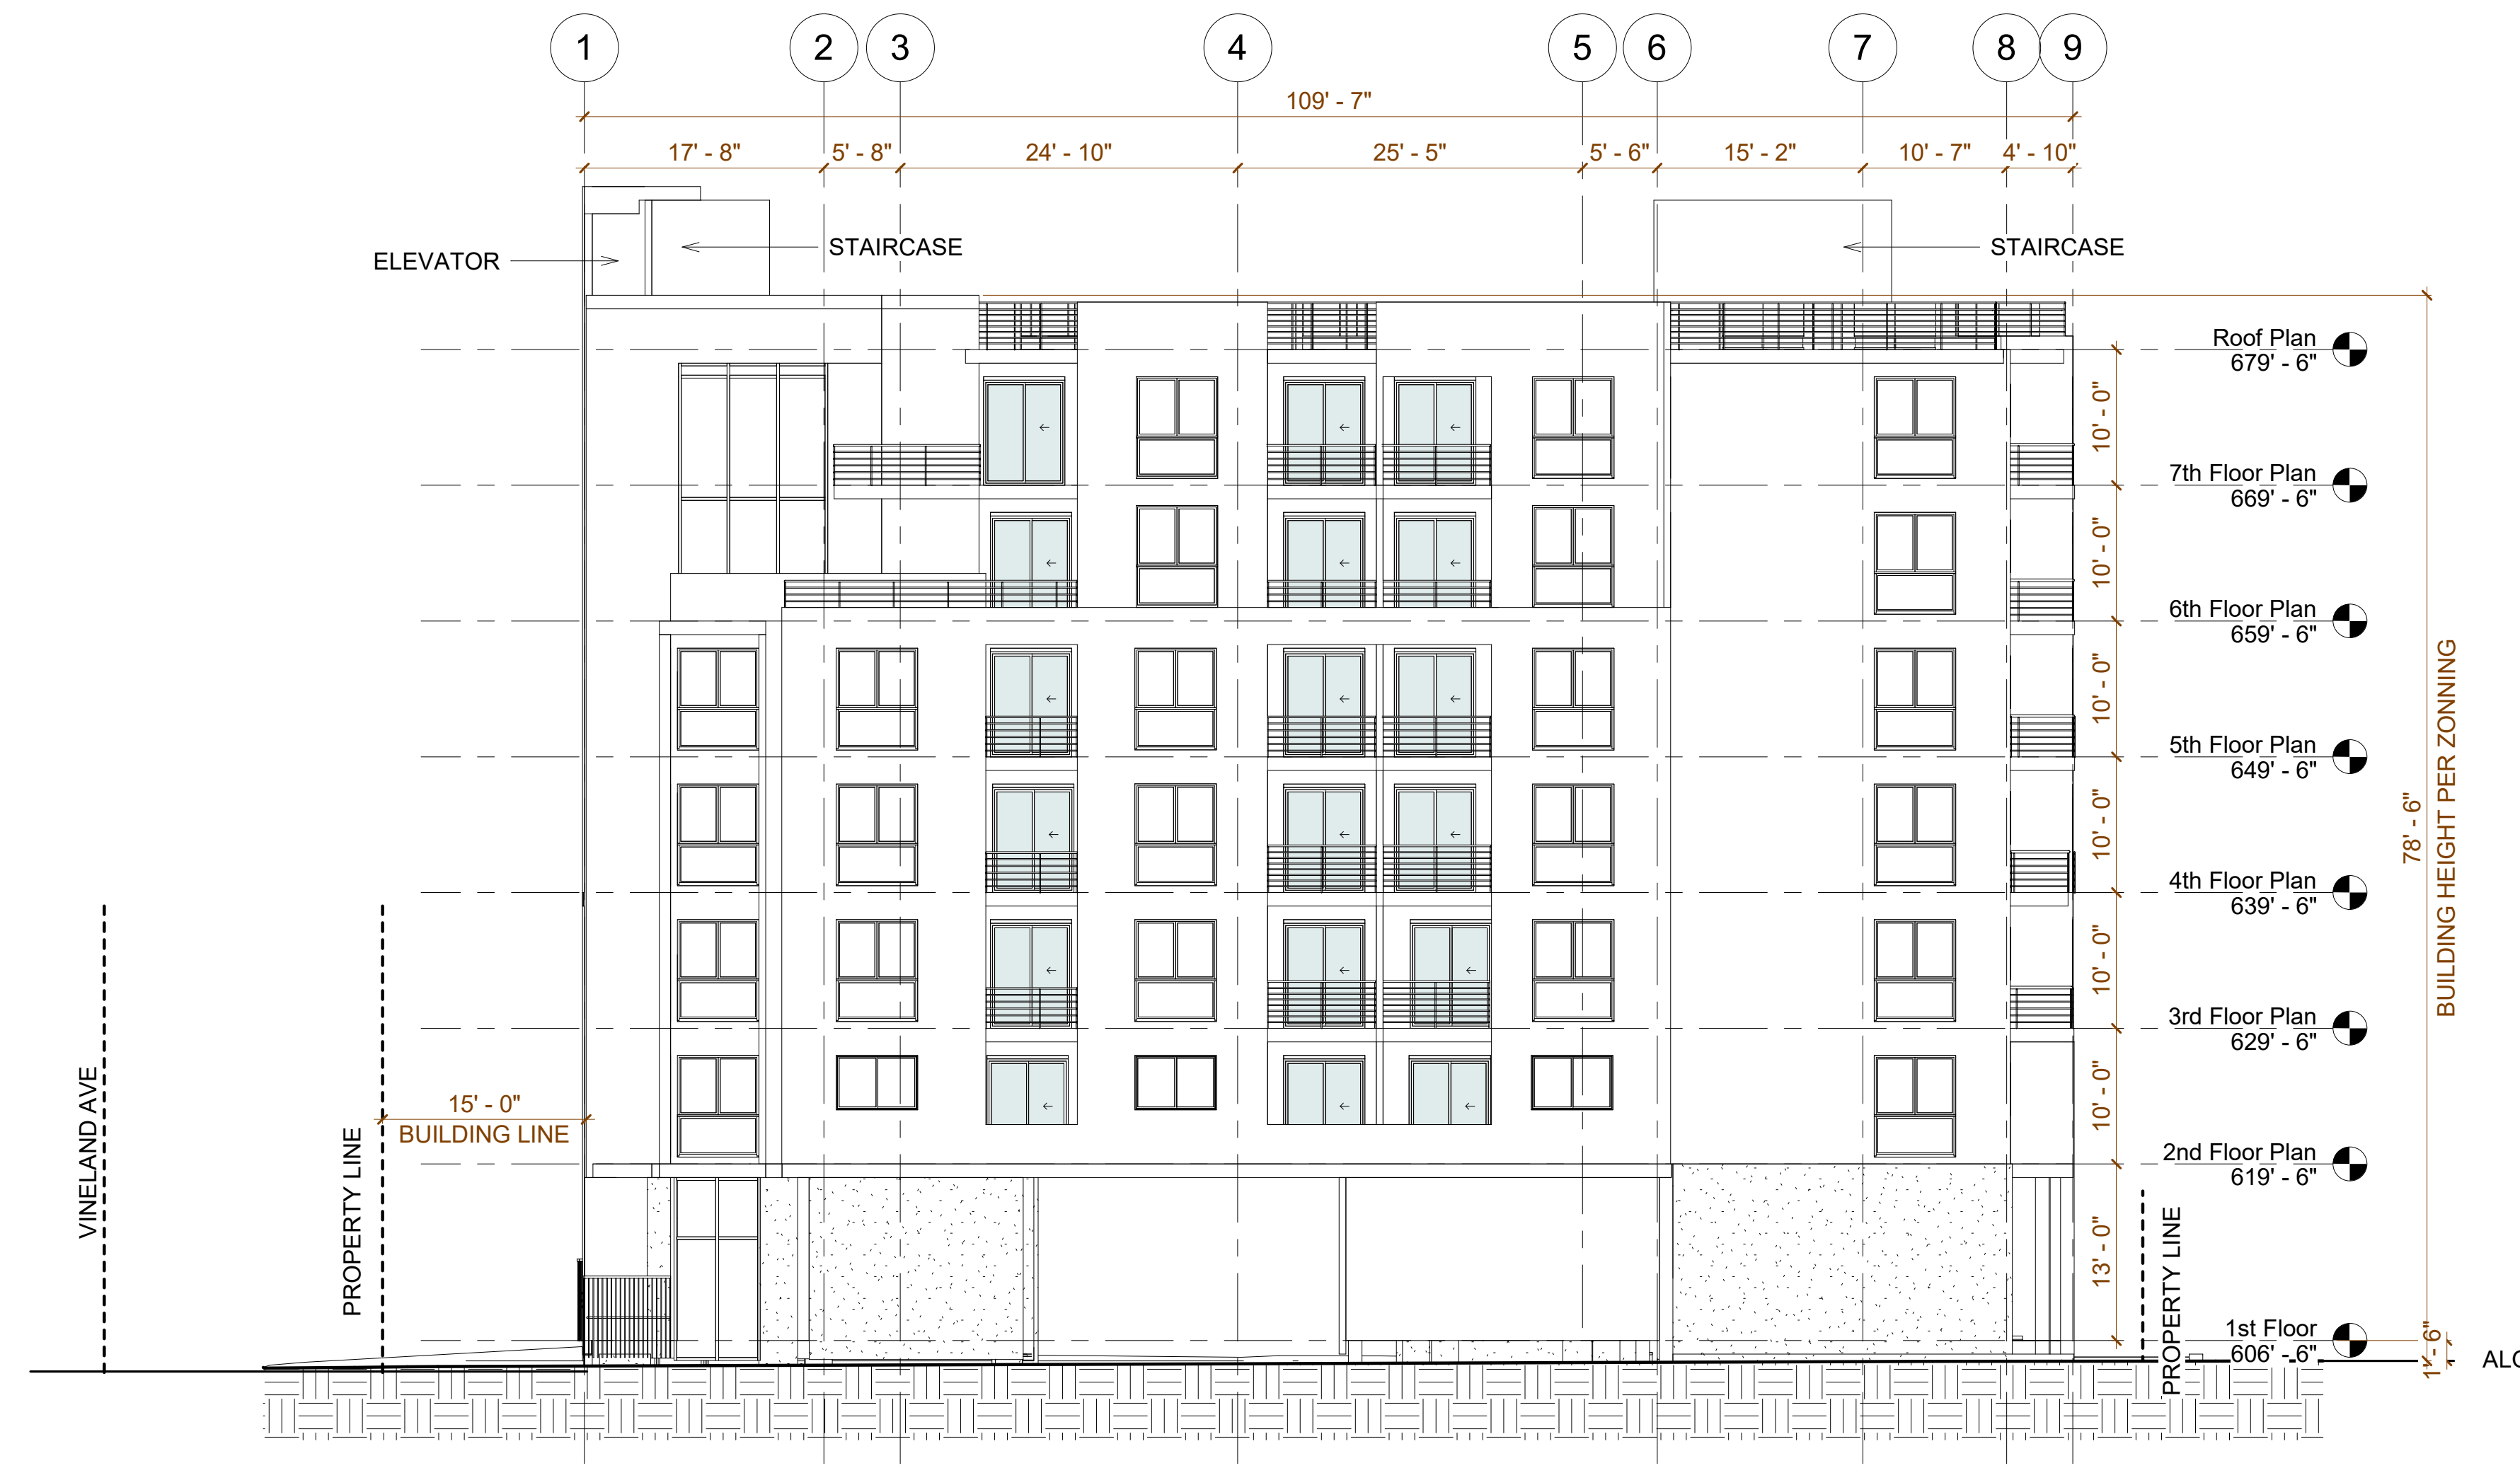 1 2 3 4 5 6 7 8 9
109' - 7"
17' - 8" 5' - 8" 24' - 10" 25' - 5" 5' - 6" 15' - 2" 10' - 7" 4' - 10"
ELEVATOR
STAIRCASE
STAIRCASE
Roof Plan
679' - 6"
10' - 0"
7th Floor Plan
669' - 6"
10' - 0"
6th Floor Plan
659' - 6"
10' - 0"
5th Floor Plan
649' - 6"
10' - 0"
4th Floor Plan
639' - 6"
10' - 0"
3rd Floor Plan
629' - 6"
10' - 0"
2nd Floor Plan
619' - 6"
13' - 0"
1st Floor
606' - 6"
1' - 6"
78' - 6"
BUILDING HEIGHT PER ZONNING
VINELAND AVE
PROPERTY LINE
15' - 0"
BUILDING LINE
PROPERTY LINE